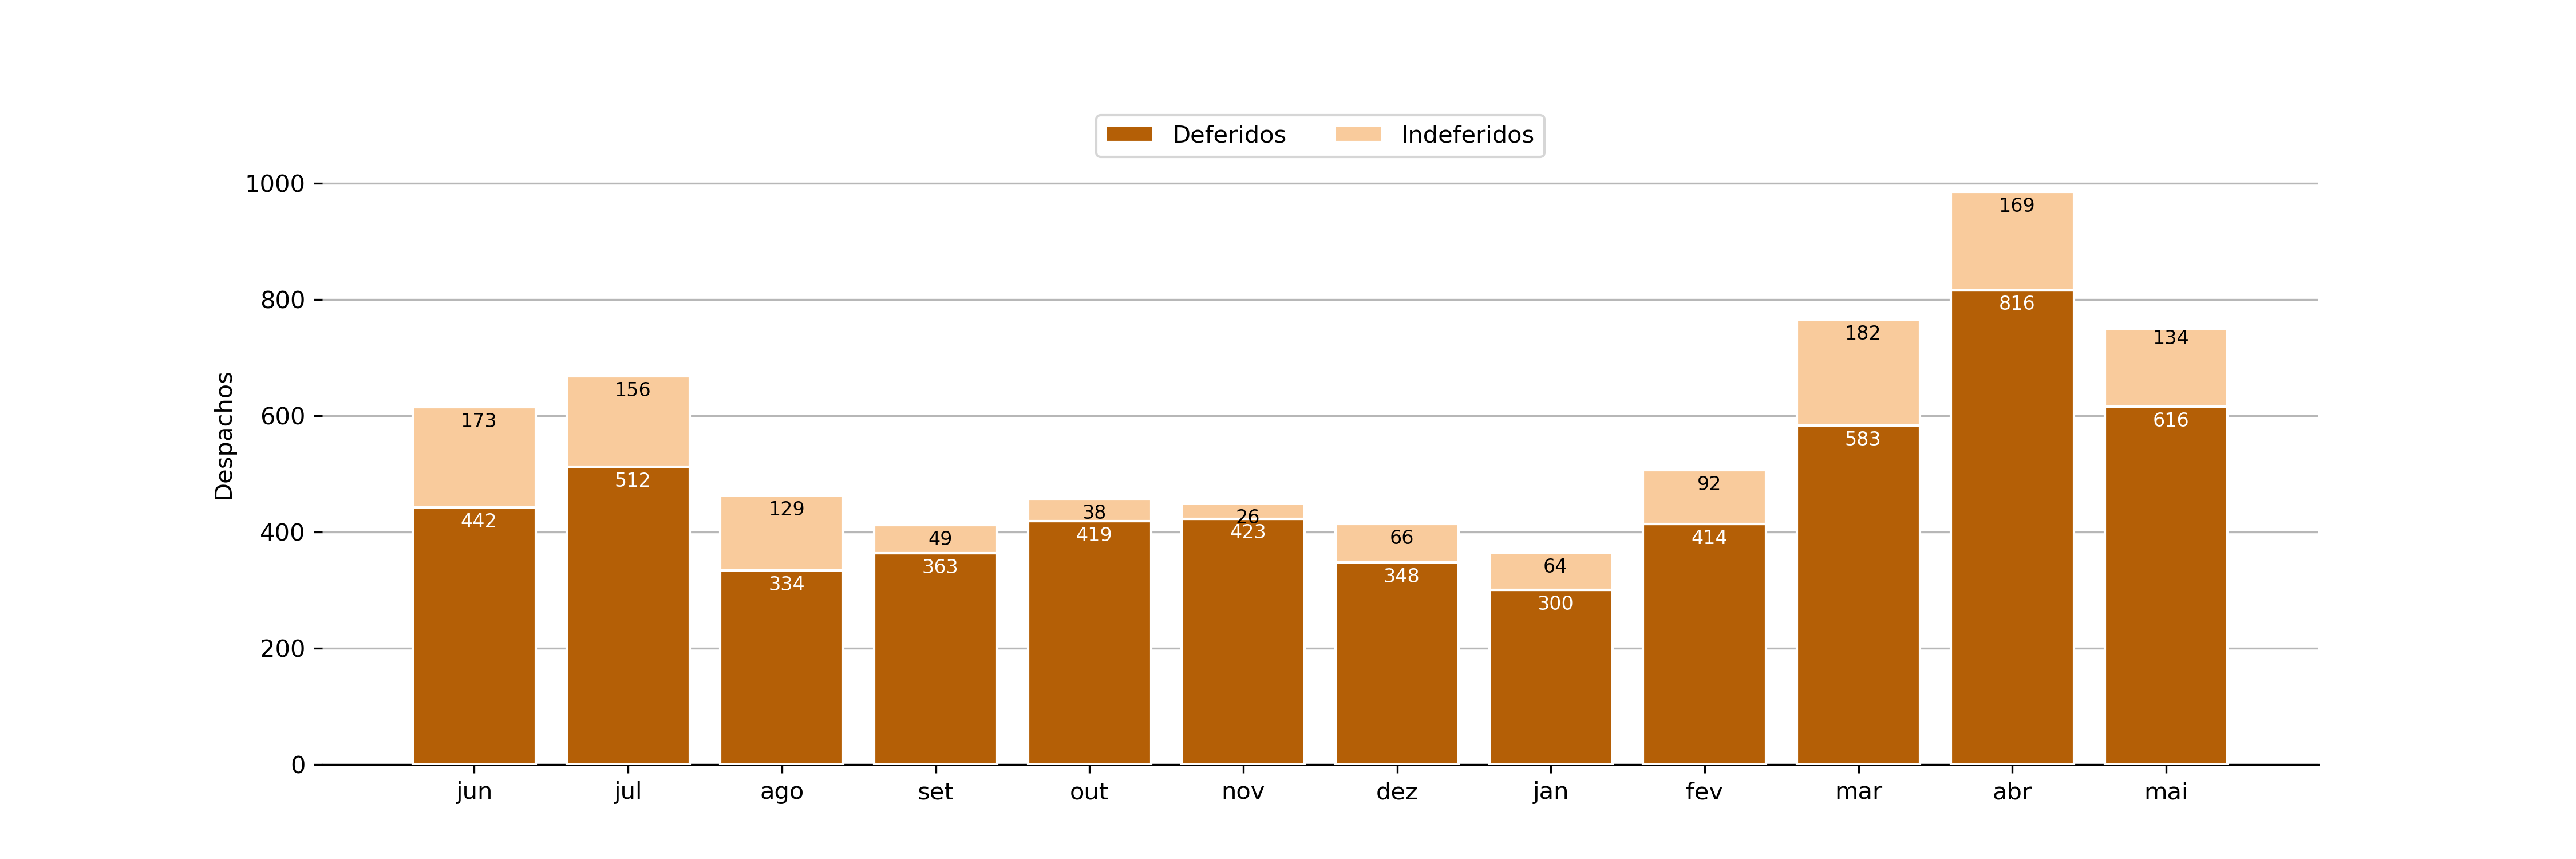 Deferidos Indeferidos
1000
800
600
400
200
0
Despachos
173 156 129 49 38 26 66 64 92 182 169 134
442 512 334 363 419 423 348 300 414 583 816 616
jun jul ago set out nov dez jan fev mar abr mai